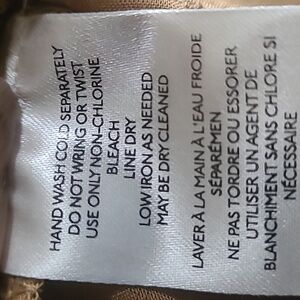 HAND WASH COLD SEPARATELY
DO NOT WRING OR TWIST
USE ONLY NON-CHLORINE
BLEACH
LINE DRY
LOW IRON AS NEEDED
MAY BE DRY CLEANED
LAVER À LA MAIN À L'EAU FROIDE
SÉPARÉMEN
NE PAS TORDRE OU ESSORER
UTILISER UN AGENT DE
BLANCHIMENT SANS CHLORE SI
NÉCESSAIRE